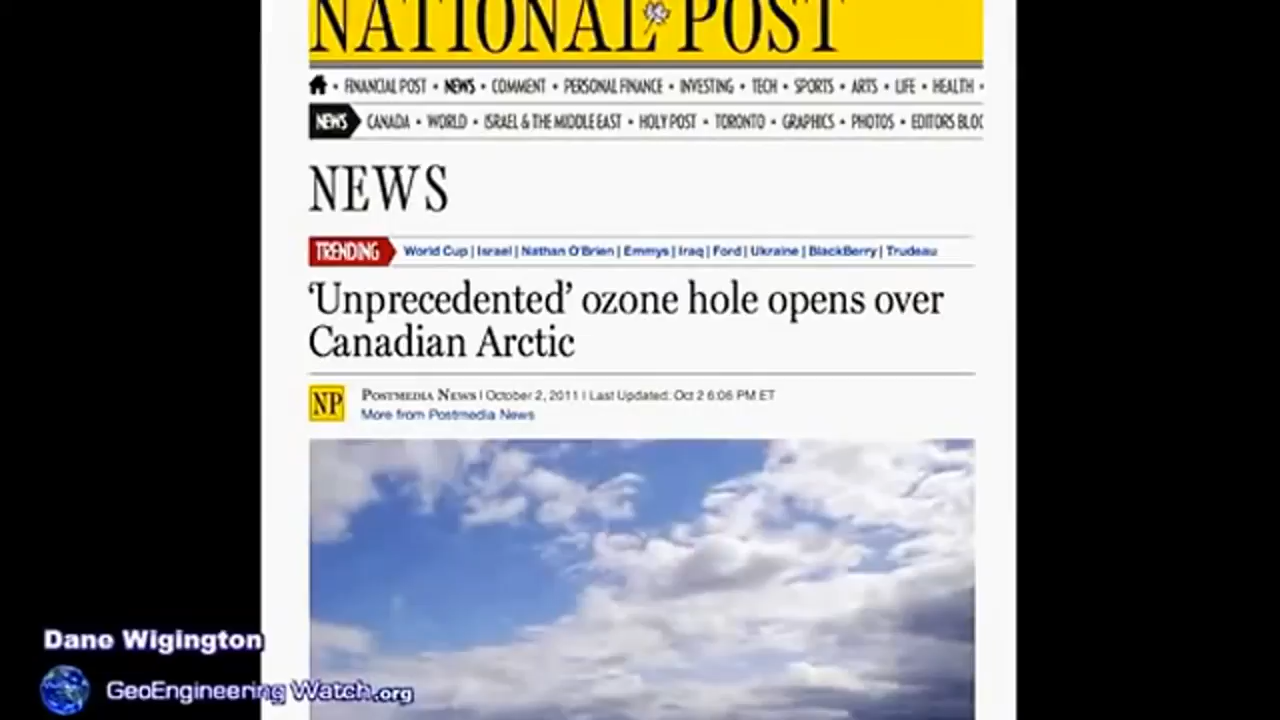 NATIONAL POST
• FINANCIAL POST • NEWS • COMMENT • PERSONAL FINANCE • INVESTING • TECH • SPORTS • ARTS • LIFE • HEALTH •
NEWS CANADA • WORLD • ISRAEL & THE MIDDLE EAST • HOLY POST • TORONTO • GRAPHICS • PHOTOS • EDITORS BLOC
NEWS
TRENDING World Cup | Israel | Nathan O'Brien | Emmys | Iraq | Ford | Ukraine | BlackBerry | Trudeau
‘Unprecedented’ ozone hole opens over
Canadian Arctic
NP POSTMEDIA NEWS | October 2, 2011 | Last Updated: Oct 2 6:06 PM ET
More from Postmedia News
Dane Wigington
GeoEngineering Watch.org